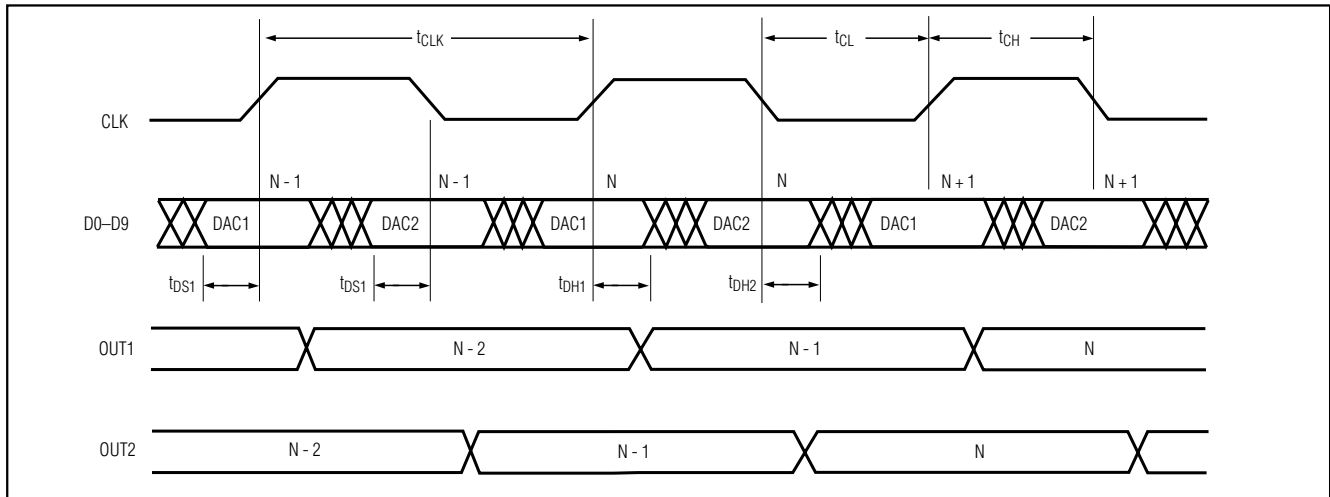 tCLK tCL tCH
CLK
N - 1 N - 1 N N N + 1 N + 1
D0–D9 DAC1 DAC2 DAC1 DAC2 DAC1 DAC2
tDS1 tDS1 tDH1 tDH2
OUT1 N - 2 N - 1 N
OUT2 N - 2 N - 1 N